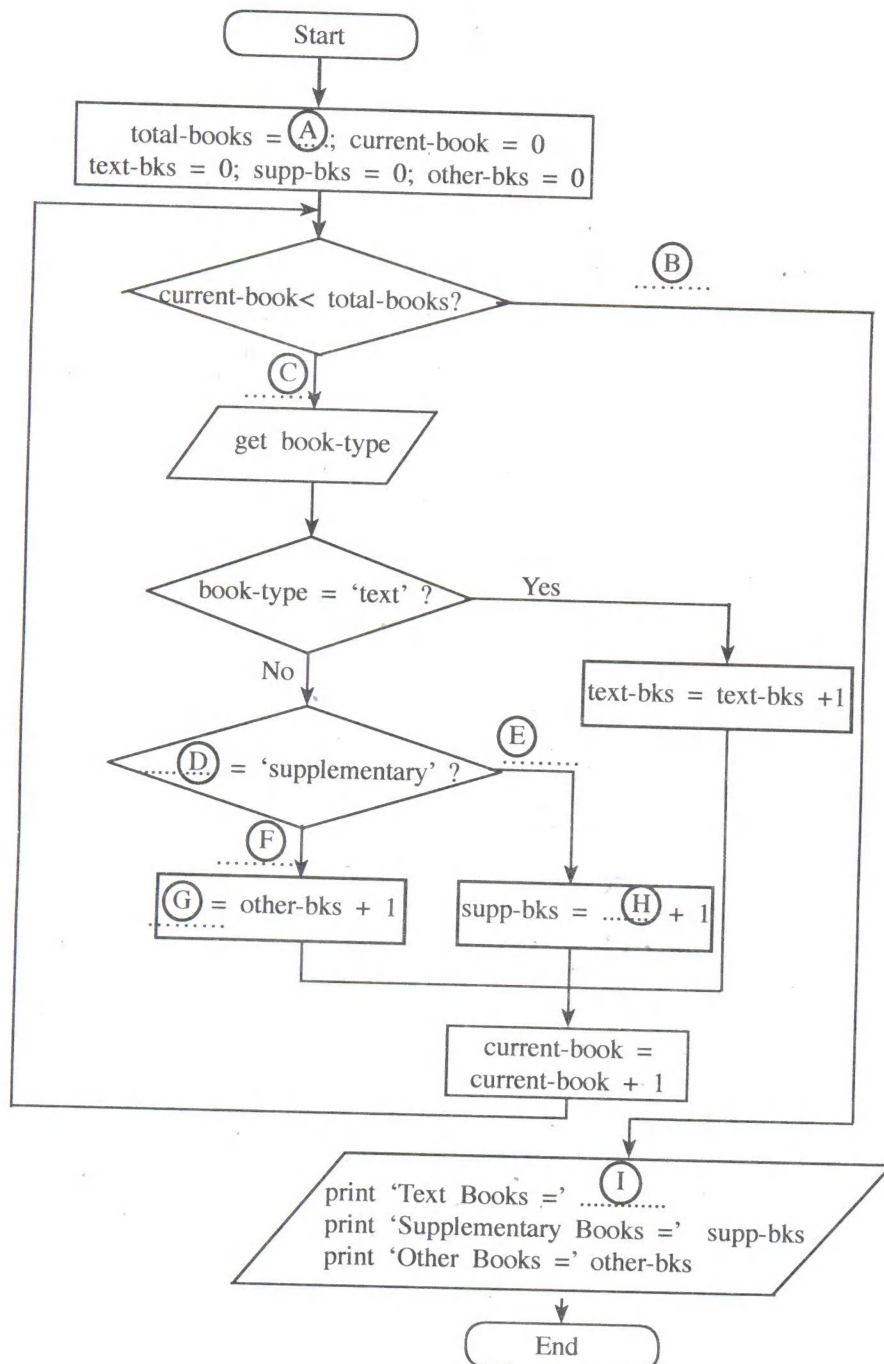 Start
total-books = (A)....; current-book = 0
text-bks = 0; supp-bks = 0; other-bks = 0
(B)
current-book< total-books?
(C)
get book-type
book-type = ‘text’ ?
Yes
No
text-bks = text-bks +1
(E)
(D) = ‘supplementary’ ?
(F)
(G) = other-bks + 1
supp-bks = (H) + 1
current-book =
current-book + 1
print ‘Text Books =’ (I)
print ‘Supplementary Books =’ supp-bks
print ‘Other Books =’ other-bks
End